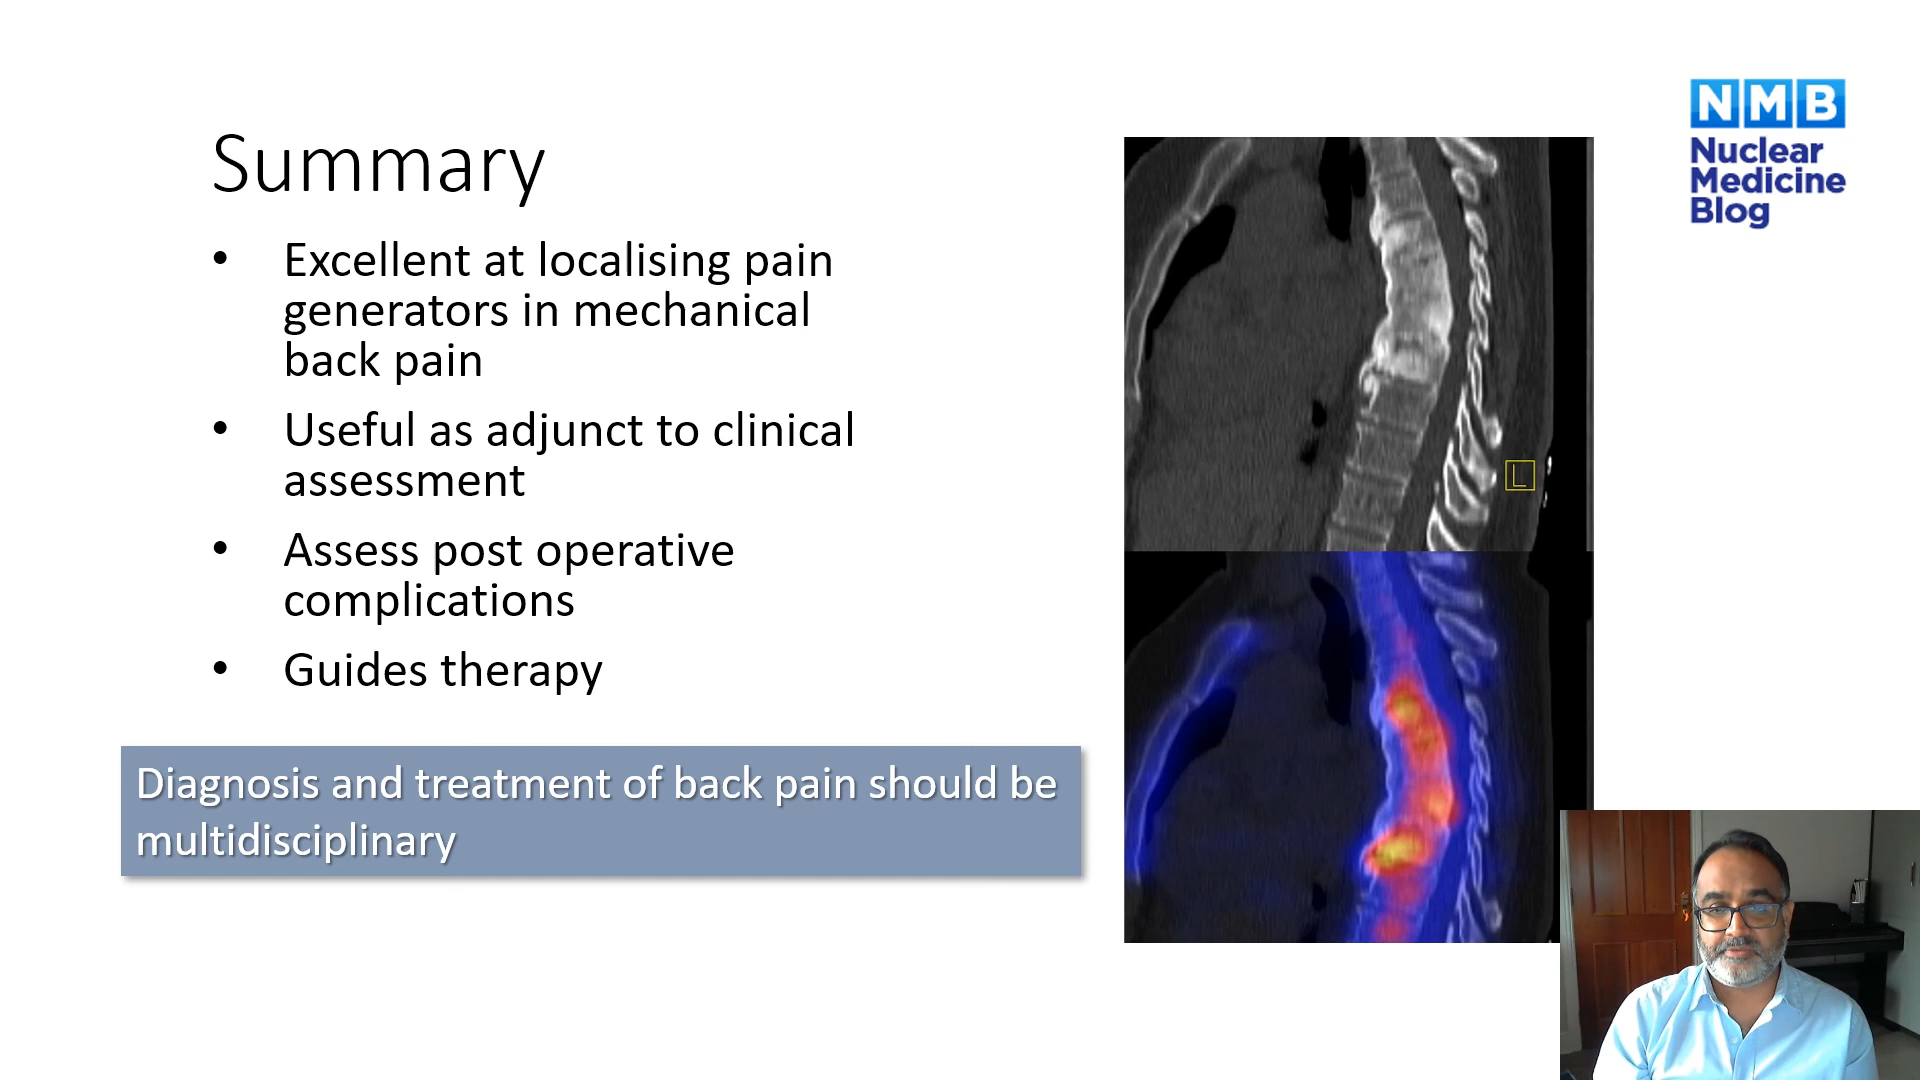 Summary
• Excellent at localising pain
generators in mechanical
back pain
• Useful as adjunct to clinical
assessment
• Assess post operative
complications
• Guides therapy
Diagnosis and treatment of back pain should be
multidisciplinary
L
NMB
Nuclear
Medicine
Blog